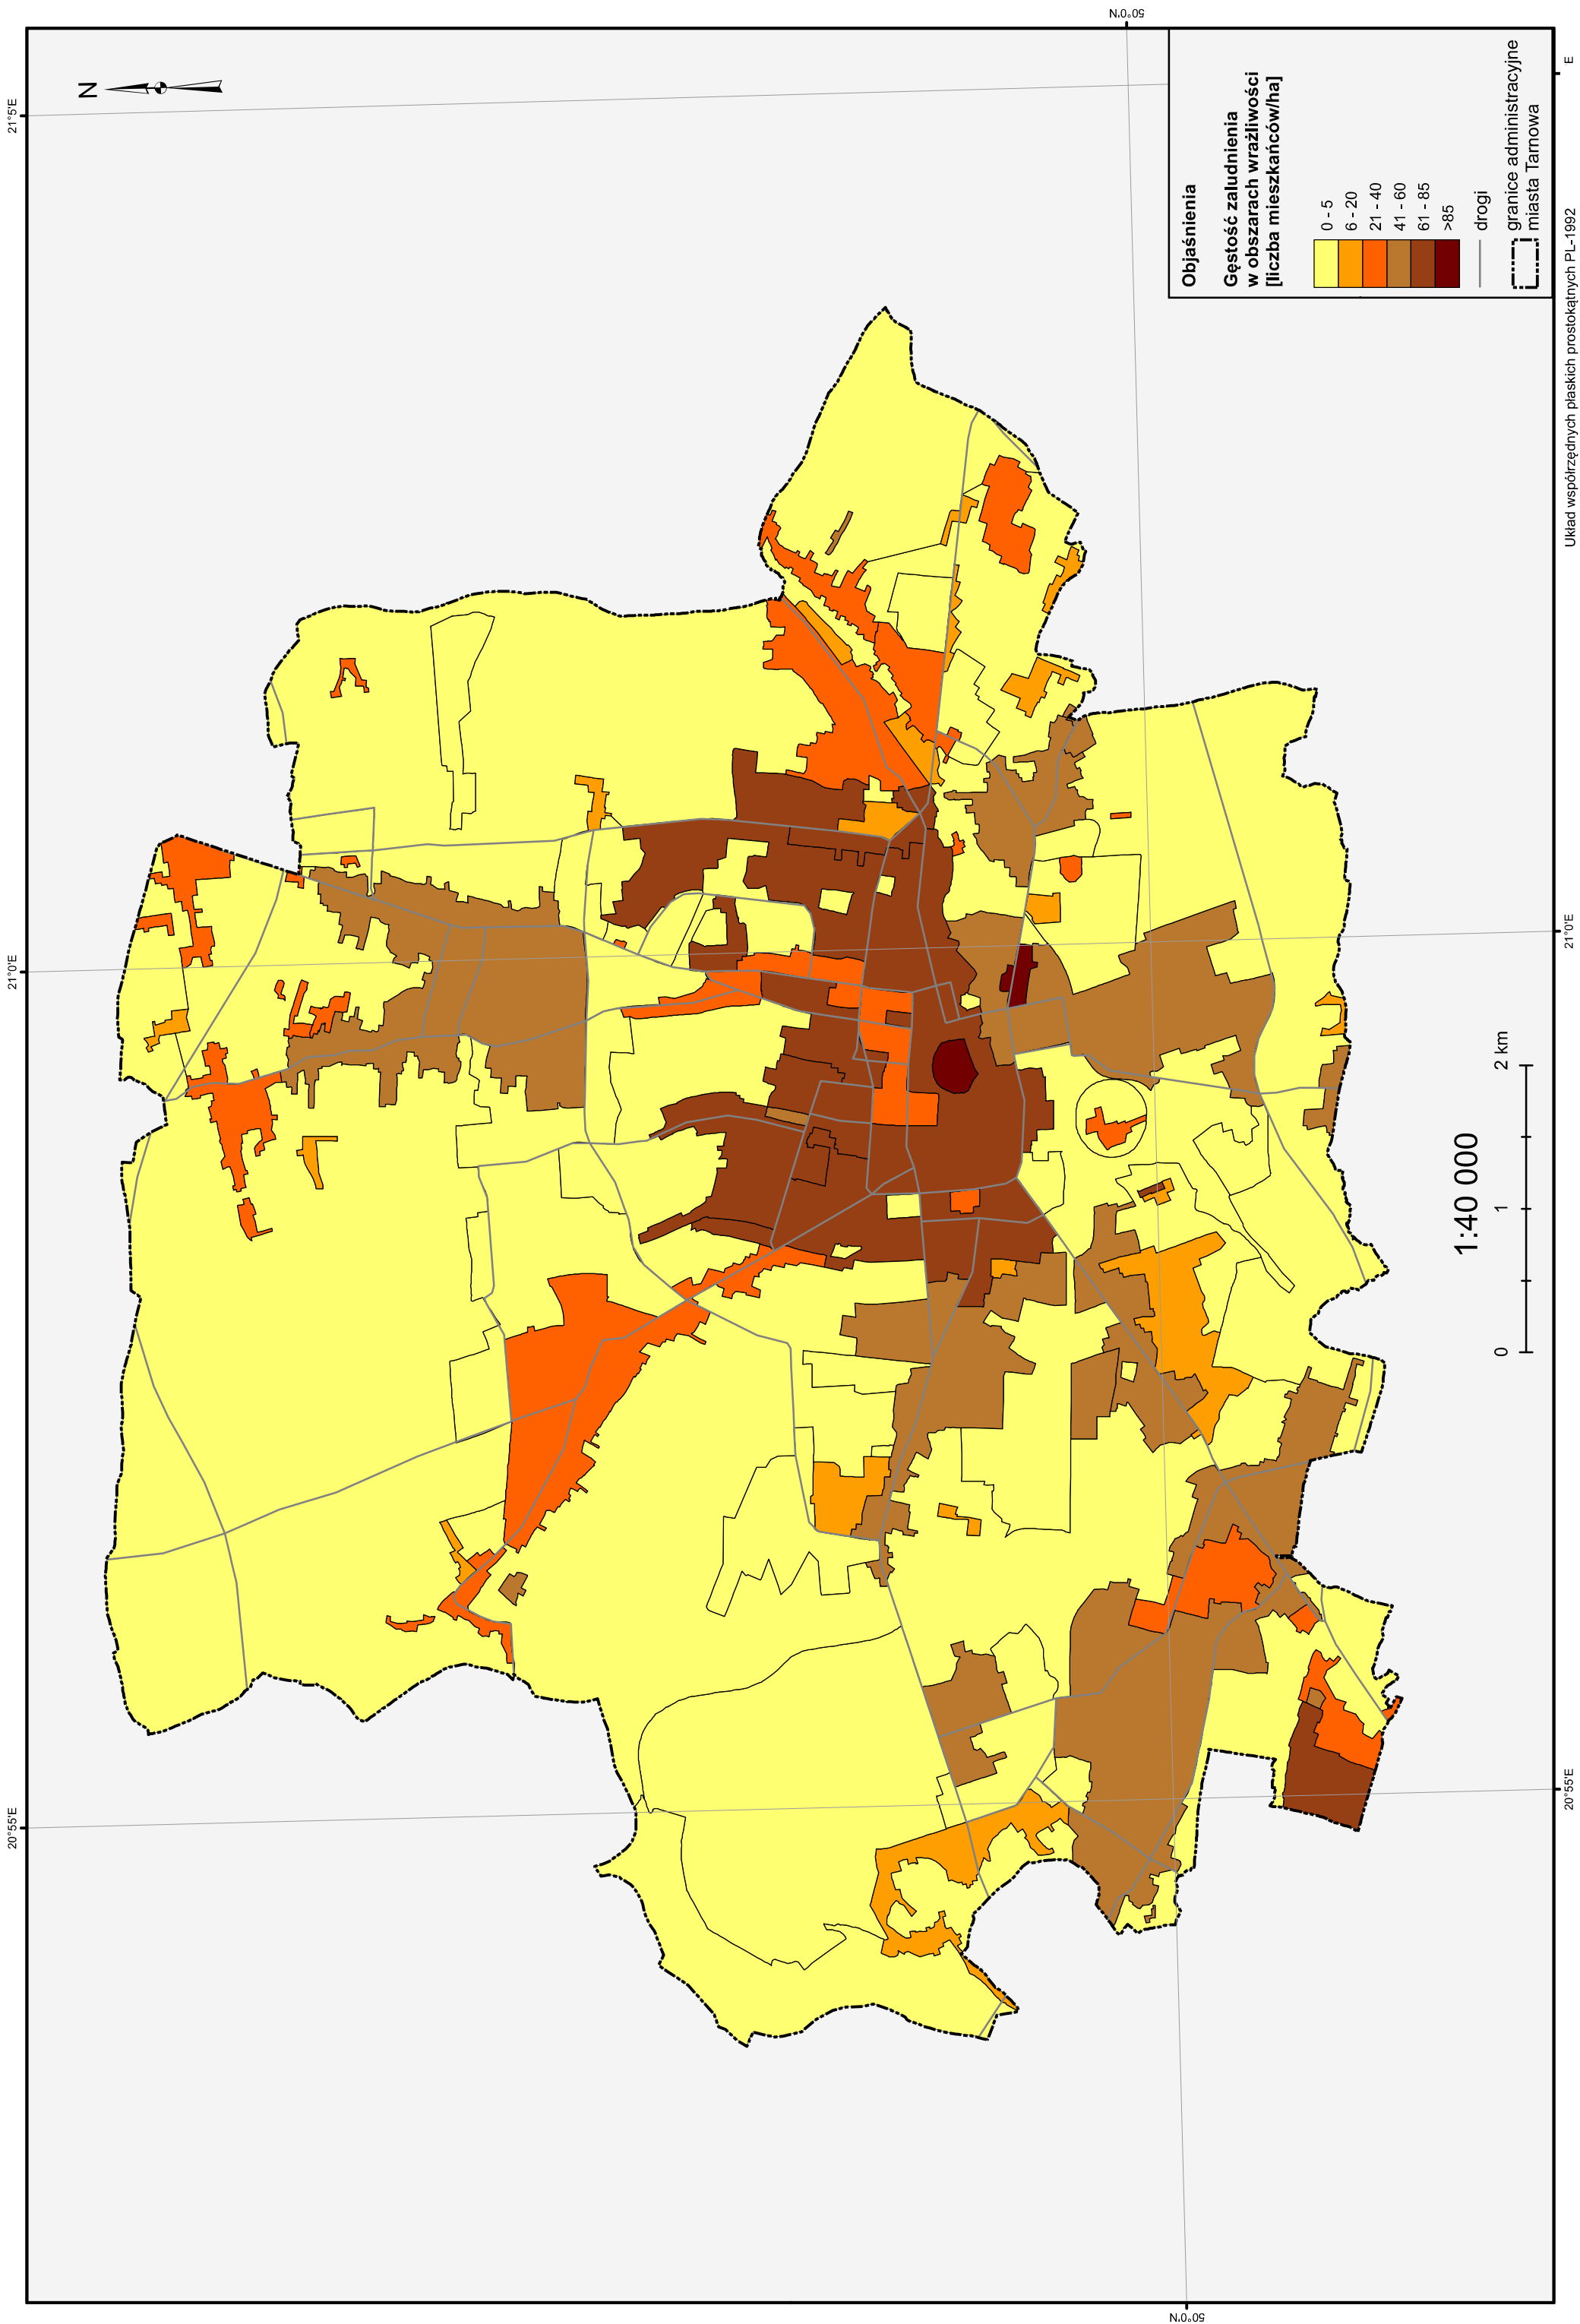 N
21°5'E
21°0'E
20°55'E
50°0'N
Objaśnienia
Gęstość zaludnienia
w obszarach wrażliwości
[liczba mieszkańców/ha]
0 - 5
6 - 20
21 - 40
41 - 60
61 - 85
>85
drogi
granice administracyjne
miasta Tarnowa
1:40 000
0 1 2 km
50°0'N
20°55'E
21°0'E
E
Układ współrzędnych płaskich prostokątnych PL-1992